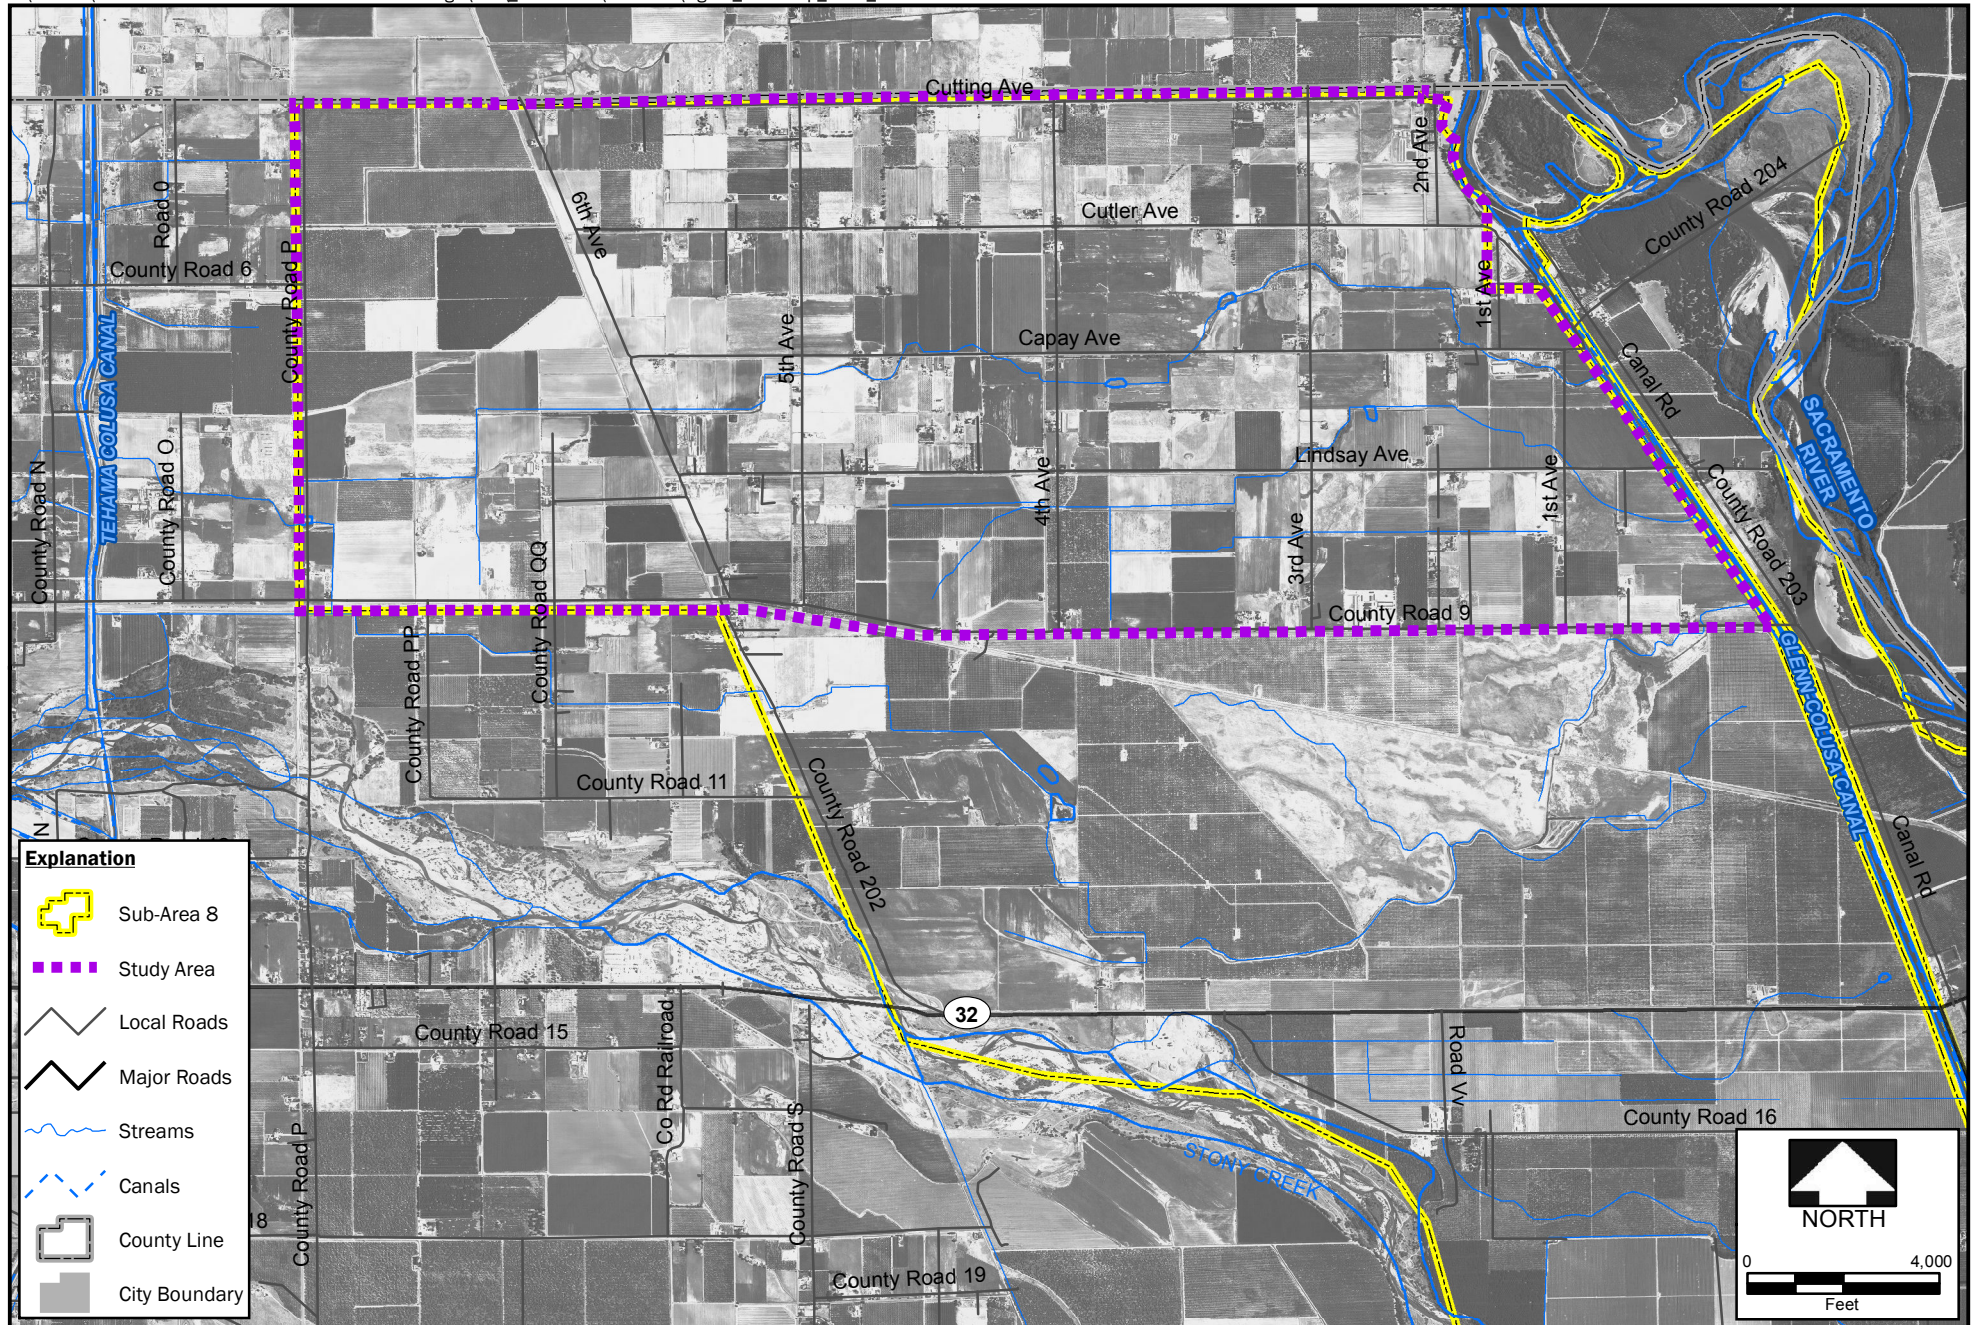 Cutting Ave
2nd Ave
Road 0
6th Ave
Cutler Ave
County Road 204
County Road 6
County Road P
1st Ave
TEHAMA COLUSA CANAL
5th Ave
Capay Ave
Canal Rd
SACRAMENTO
RIVER
County Road N
County Road O
4th Ave
Lindsay Ave
1st Ave
County Road 203
3rd Ave
County Road QQ
County Road 9
County Road PP
GLENN-COLUSA CANAL
County Road 11
County Road 202
Canal Rd
N
32
County Road 15
Co Rd Railroad
Road VV
County Road S
County Road 16
County Road P
STONY CREEK
18
County Road 19
Explanation
Sub-Area 8
Study Area
Local Roads
Major Roads
Streams
Canals
County Line
City Boundary
NORTH
0 4,000
Feet